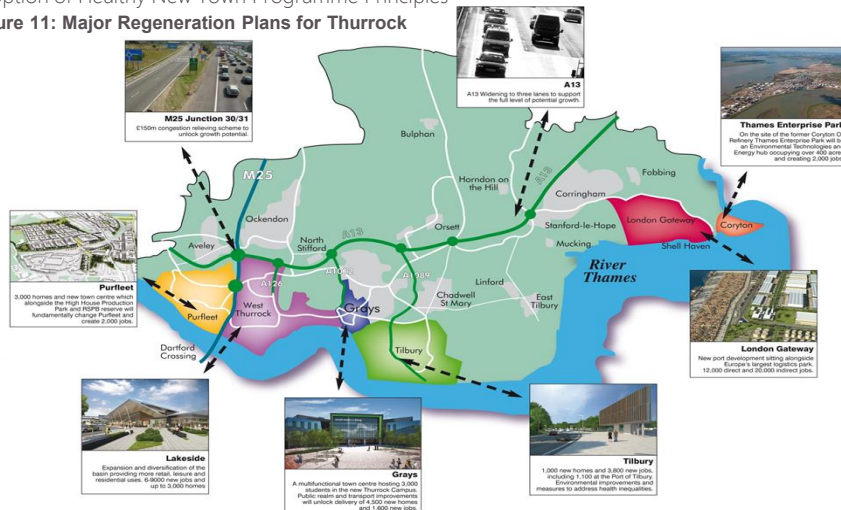 option of Healthy New Town Programme Principles
ure 11: Major Regeneration Plans for Thurrock
M25 Junction 30/31
£150m congestion relieving scheme to
unlock growth potential.
A13
A13 Widening to three lanes to support
the full level of potential growth.
Thames Enterprise Park
On the site of the former Coryton O
Refinery Thames Enterprise Park will b
an Environmental Technologies an
Energy hub occupying over 400 acre
and creating 2,000 jobs
Bulphan
Horndon on
the Hill
Fobbing
Corringham
M25
Ockendon
A13
A13
Aveley
North
Stifford
Orsett
Stanford-le-Hope
London Gateway
Coryton
Mucking
Shell Haven
A126
A1012
A1089
River
Thames
Linford
Purfleet
3,000 homes and new town centre which
alongside the High House Production
Park and RSPB reserve will
fundamentally change Purfleet and
create 2,000 jobs.
Purfleet
West
Thurrock
Grays
Chadwell
St Mary
East
Tilbury
Tilbury
Dartford
Crossing
London Gateway
New port development sitting alongside
Europe's largest logistics park.
12,000 direct and 20,000 indirect jobs.
Lakeside
Expansion and diversification of the
basin providing more retail, leisure and
residential uses. 6-9000 new jobs and
up to 3,000 homes
Grays
A multifunctional town centre hosting 3,000
students in the new Thurrock Campus.
Public realm and transport improvements
will unlock delivery of 4,500 new homes
and 1,600 new jobs.
Tilbury
1,000 new homes and 3,800 new jobs,
including 1,100 at the Port of Tilbury.
Environmental improvements and
measures to address health inequalities.